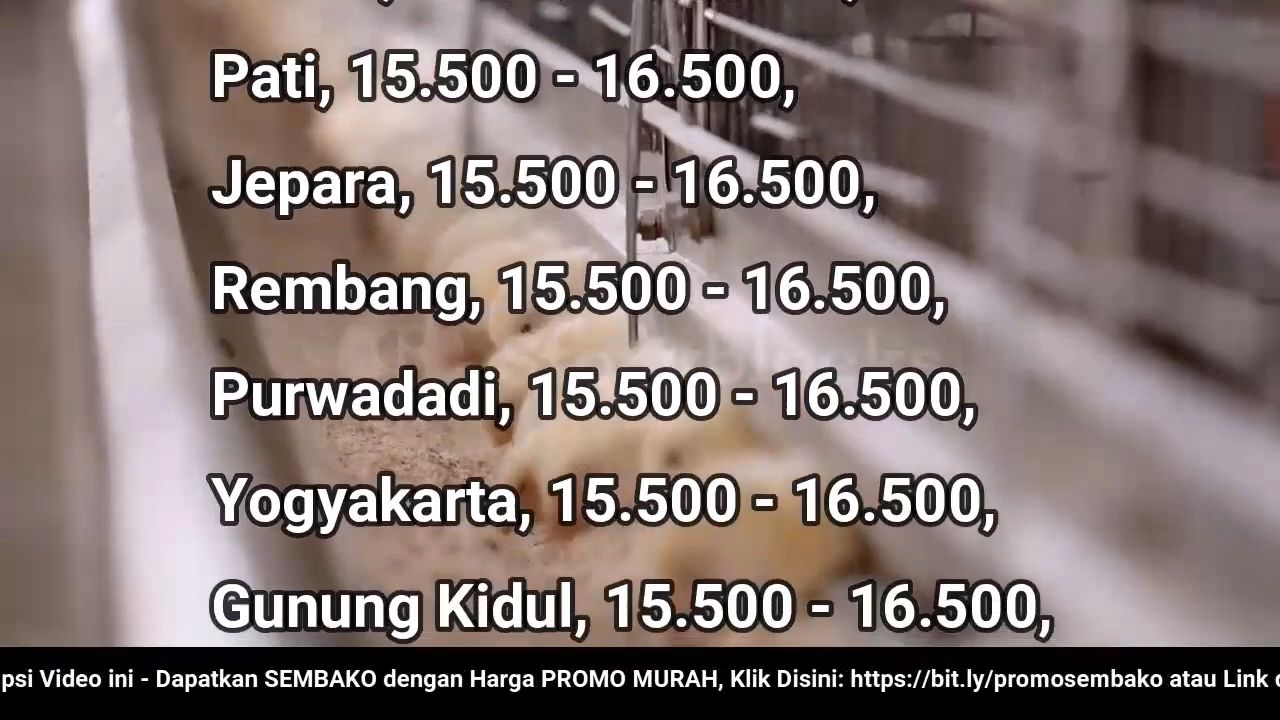 Pati, 15.500 - 16.500,
Jepara, 15.500 - 16.500,
Rembang, 15.500 - 16.500,
Purwadadi, 15.500 - 16.500,
Yogyakarta, 15.500 - 16.500,
Gunung Kidul, 15.500 - 16.500,
psi Video ini - Dapatkan SEMBAKO dengan Harga PROMO MURAH, Klik Disini: https://bit.ly/promosembako atau Link